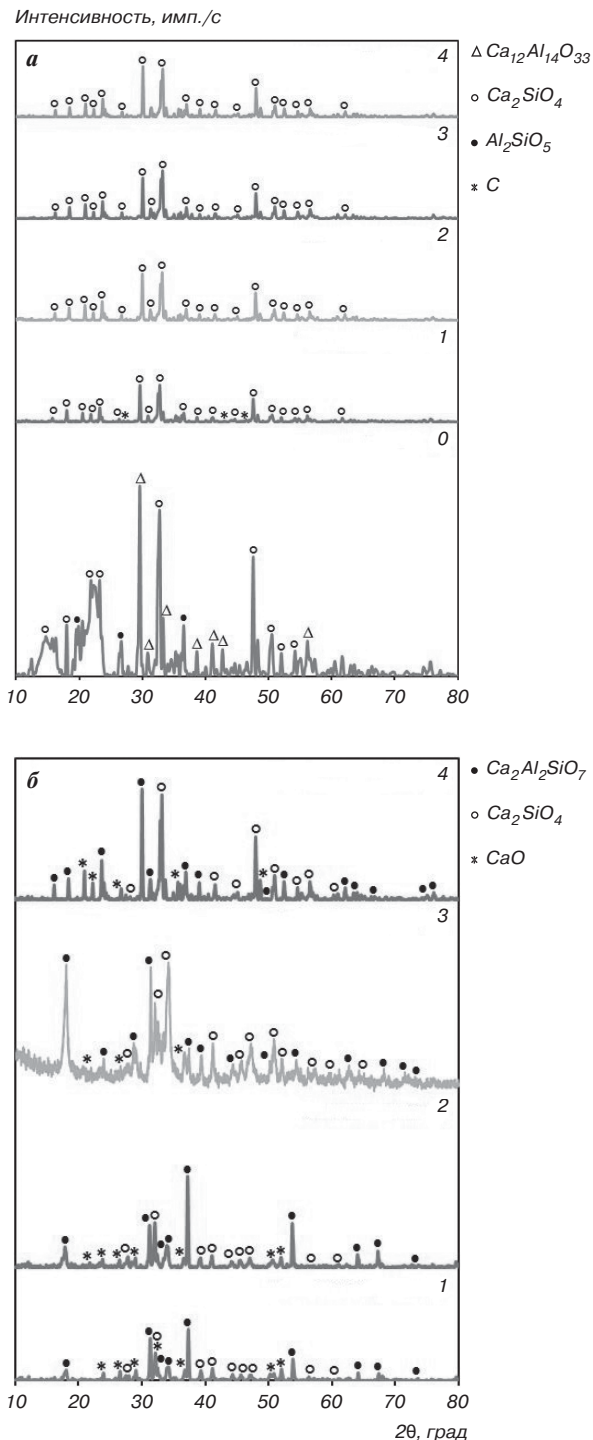 Интенсивность, имп./с
а
4
3
2
1
0
△ Ca12Al14O33
○ Ca2SiO4
● Al2SiO5
* C
10 20 30 40 50 60 70 80
б
4
3
2
1
● Ca2Al2SiO7
○ Ca2SiO4
* CaO
10 20 30 40 50 60 70 80
2θ, град